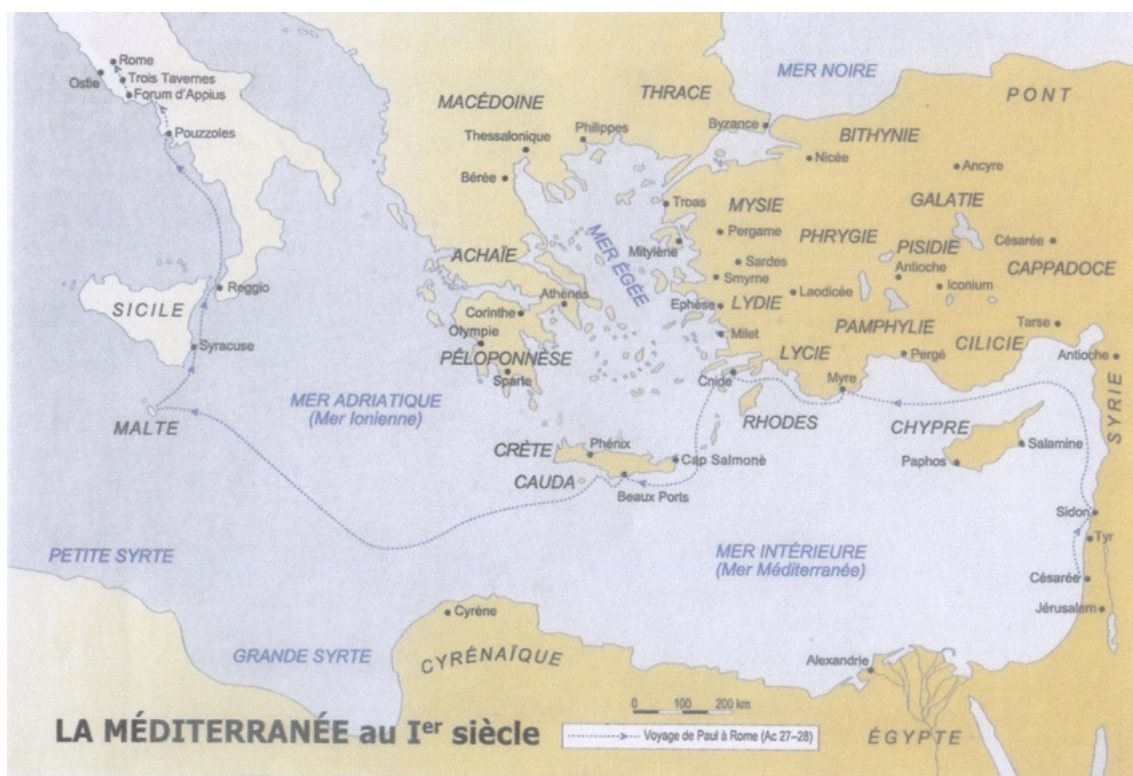 Rome
Ostie
Trois Tavernes
Forum d'Appius
Pouzzoles
MER NOIRE
THRACE
PONT
MACÉDOINE
Philippes
Byzance
BITHYNIE
Thessalonique
Nicée
Ancyre
Bérée
GALATIE
Troas
MYSIE
Pergame
PHRYGIE
PISIDIE
Césarée
MER ÉGÉE
Mitylène
ACHAÏE
Sardes
Antioche
CAPPADOCE
Smyrne
Reggio
Athènes
Laodicée
Iconium
SICILE
Corinthe
Ephèse
LYDIE
Olympie
Milet
PAMPHYLIE
Tarse
Syracuse
PÉLOPONNÈSE
LYCIE
Pergé
CILICIE
Antioche
Sparte
Cnide
Myre
SYRIE
MER ADRIATIQUE
(Mer Ionienne)
MALTE
RHODES
CHYPRE
Salamine
CRÈTE
Phénix
Cap Salmonè
Paphos
CAUDA
Beaux Ports
Sidon
Tyr
PETITE SYRTE
MER INTÉRIEURE
(Mer Méditerranée)
Césarée
Cyrène
Jérusalem
GRANDE SYRTE
CYRÉNAÏQUE
Alexandrie
0 100 200 km
LA MÉDITERRANÉE au Ier siècle
Voyage de Paul à Rome (Ac 27–28)
ÉGYPTE